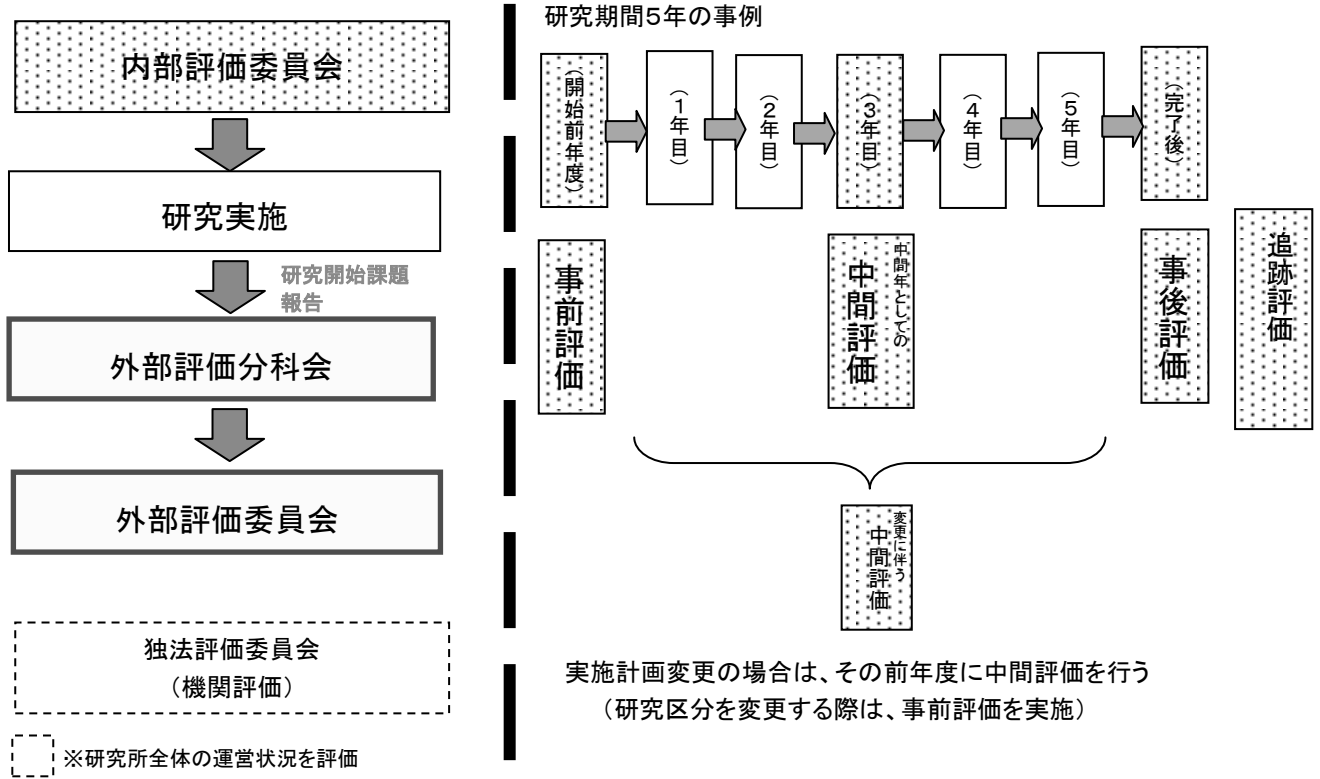 内部評価委員会
研究実施
研究開始課題
報告
外部評価分科会
外部評価委員会
独法評価委員会
（機関評価）
※研究所全体の運営状況を評価
研究期間５年の事例
（開始前年度）
（１年目）
（２年目）
（３年目）
（４年目）
（５年目）
（完了後）
事前評価
中間年としての
中間評価
事後評価
追跡評価
変更に伴う
中間評価
実施計画変更の場合は、その前年度に中間評価を行う
（研究区分を変更する際は、事前評価を実施）